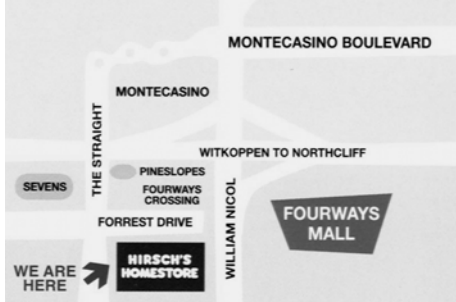 MONTECASINO BOULEVARD
MONTECASINO
THE STRAIGHT
WITKOPPEN TO NORTHCLIFF
PINESLOPES
SEVENS
FOURWAYS
CROSSING
WILLIAM NICOL
FOURWAYS
MALL
FORREST DRIVE
HIRSCH'S
HOMESTORE
WE ARE
HERE